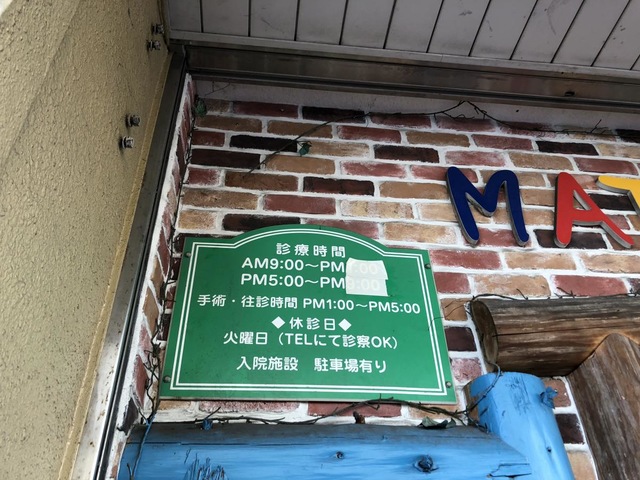 診療時間
AM9:00～PM
PM5:00～PM
手術・往診時間 PM1:00～PM5:00
◆休診日◆
火曜日（TELにて診察OK）
入院施設　駐車場有り
MA